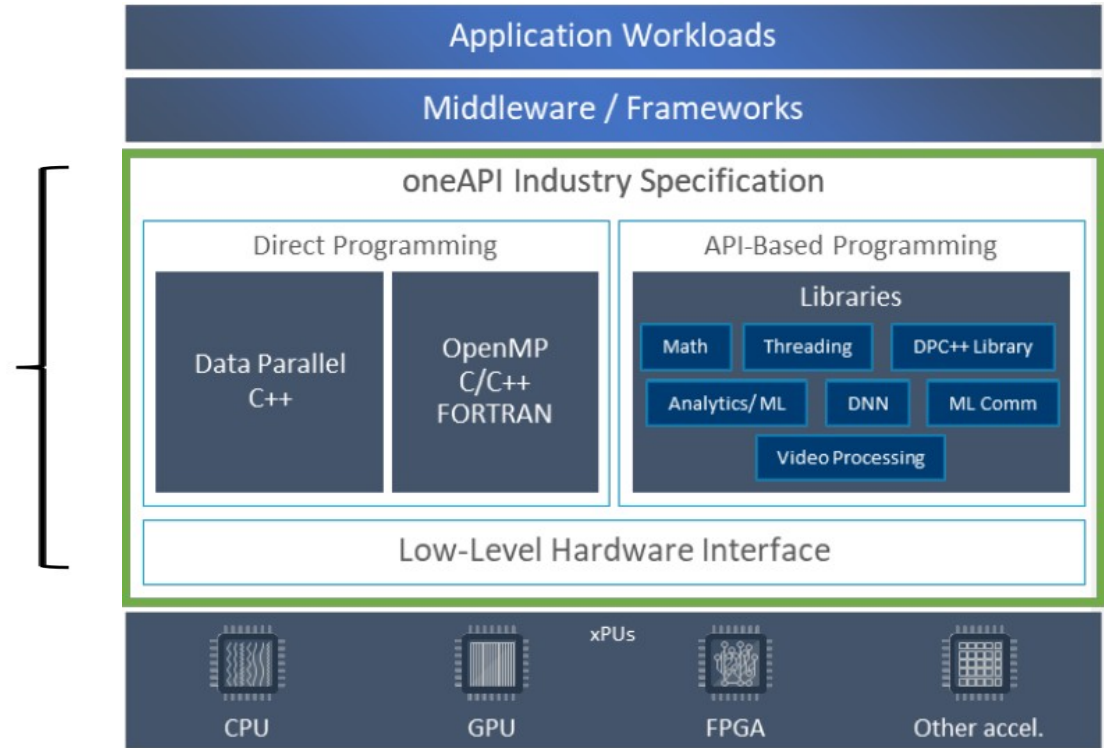 Application Workloads
Middleware / Frameworks
oneAPI Industry Specification
Direct Programming
Data Parallel
C++
OpenMP
C/C++
FORTRAN
API-Based Programming
Libraries
Math Threading DPC++ Library
Analytics/ ML DNN ML Comm
Video Processing
Low-Level Hardware Interface
xPUs
CPU GPU FPGA Other accel.